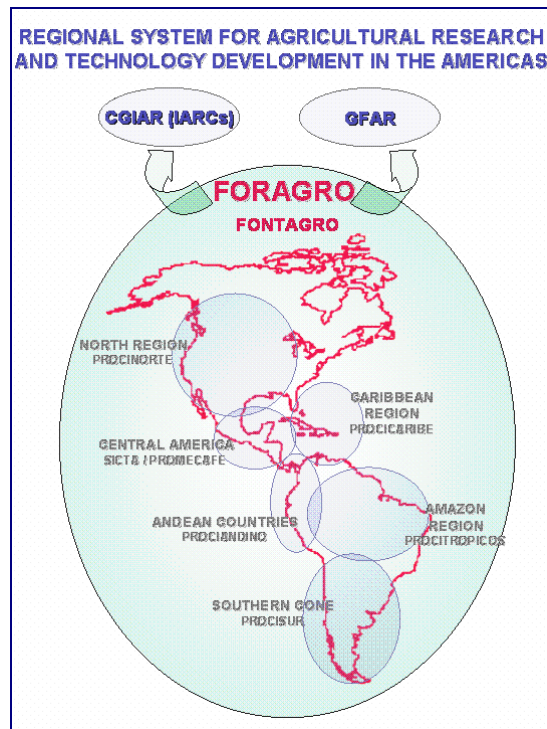 REGIONAL SYSTEM FOR AGRICULTURAL RESEARCH
AND TECHNOLOGY DEVELOPMENT IN THE AMERICAS
CGIAR (IARCs)
GFAR
FORAGRO
FONTAGRO
NORTH REGION
PROCINORTE
CARIBBEAN
REGION
PROCICARIBE
CENTRAL AMERICA
SICTA / PROMECAFE
ANDEAN COUNTRIES
PROCIANDINO
AMAZON
REGION
PROCITROPICOS
SOUTHERN CONE
PROCISUR